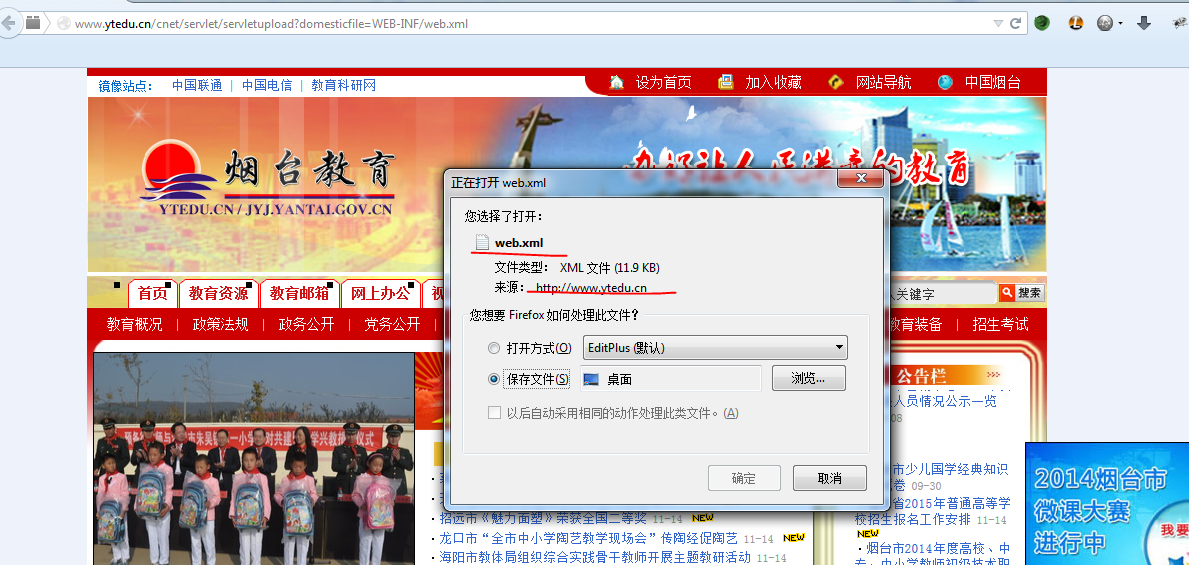 www.ytedu.cn/cnet/servlet/servletupload?domesticfile=WEB-INF/web.xml
镜像站点： 中国联通 | 中国电信 | 教育科研网
设为首页 加入收藏 网站导航 中国烟台
烟台教育
YTEDU.CN / JYJ.YANTAI.GOV.CN
的教育
正在打开 web.xml
您选择了打开：
web.xml
文件类型： XML 文件 (11.9 KB)
来源： http://www.ytedu.cn
您想要 Firefox 如何处理此文件？
打开方式(O) EditPlus (默认)
保存文件(S) 桌面 浏览...
以后自动采用相同的动作处理此类文件。(A)
确定 取消
首页 教育资源 教育邮箱 网上办公 视
关键字 搜索
教育概况 | 政策法规 | 政务公开 | 党务公开 |
教育装备 | 招生考试
公告栏
人员情况公示一览
08
市少儿国学经典知识
卷 09-30
省2015年普通高等学
校招生报名工作安排 11-14
NEW
·烟台市2014年度高校、中
专、中小学教师初级技术职
·招远市《魅力面塑》荣获全国二等奖 11-14 NEW
·龙口市“全市中小学陶艺教学现场会”传陶经促陶艺 11-14 NEW
·海阳市教体局组织综合实践骨干教师开展主题教研活动 11-14
2014烟台市
微课大赛
进行中
我要